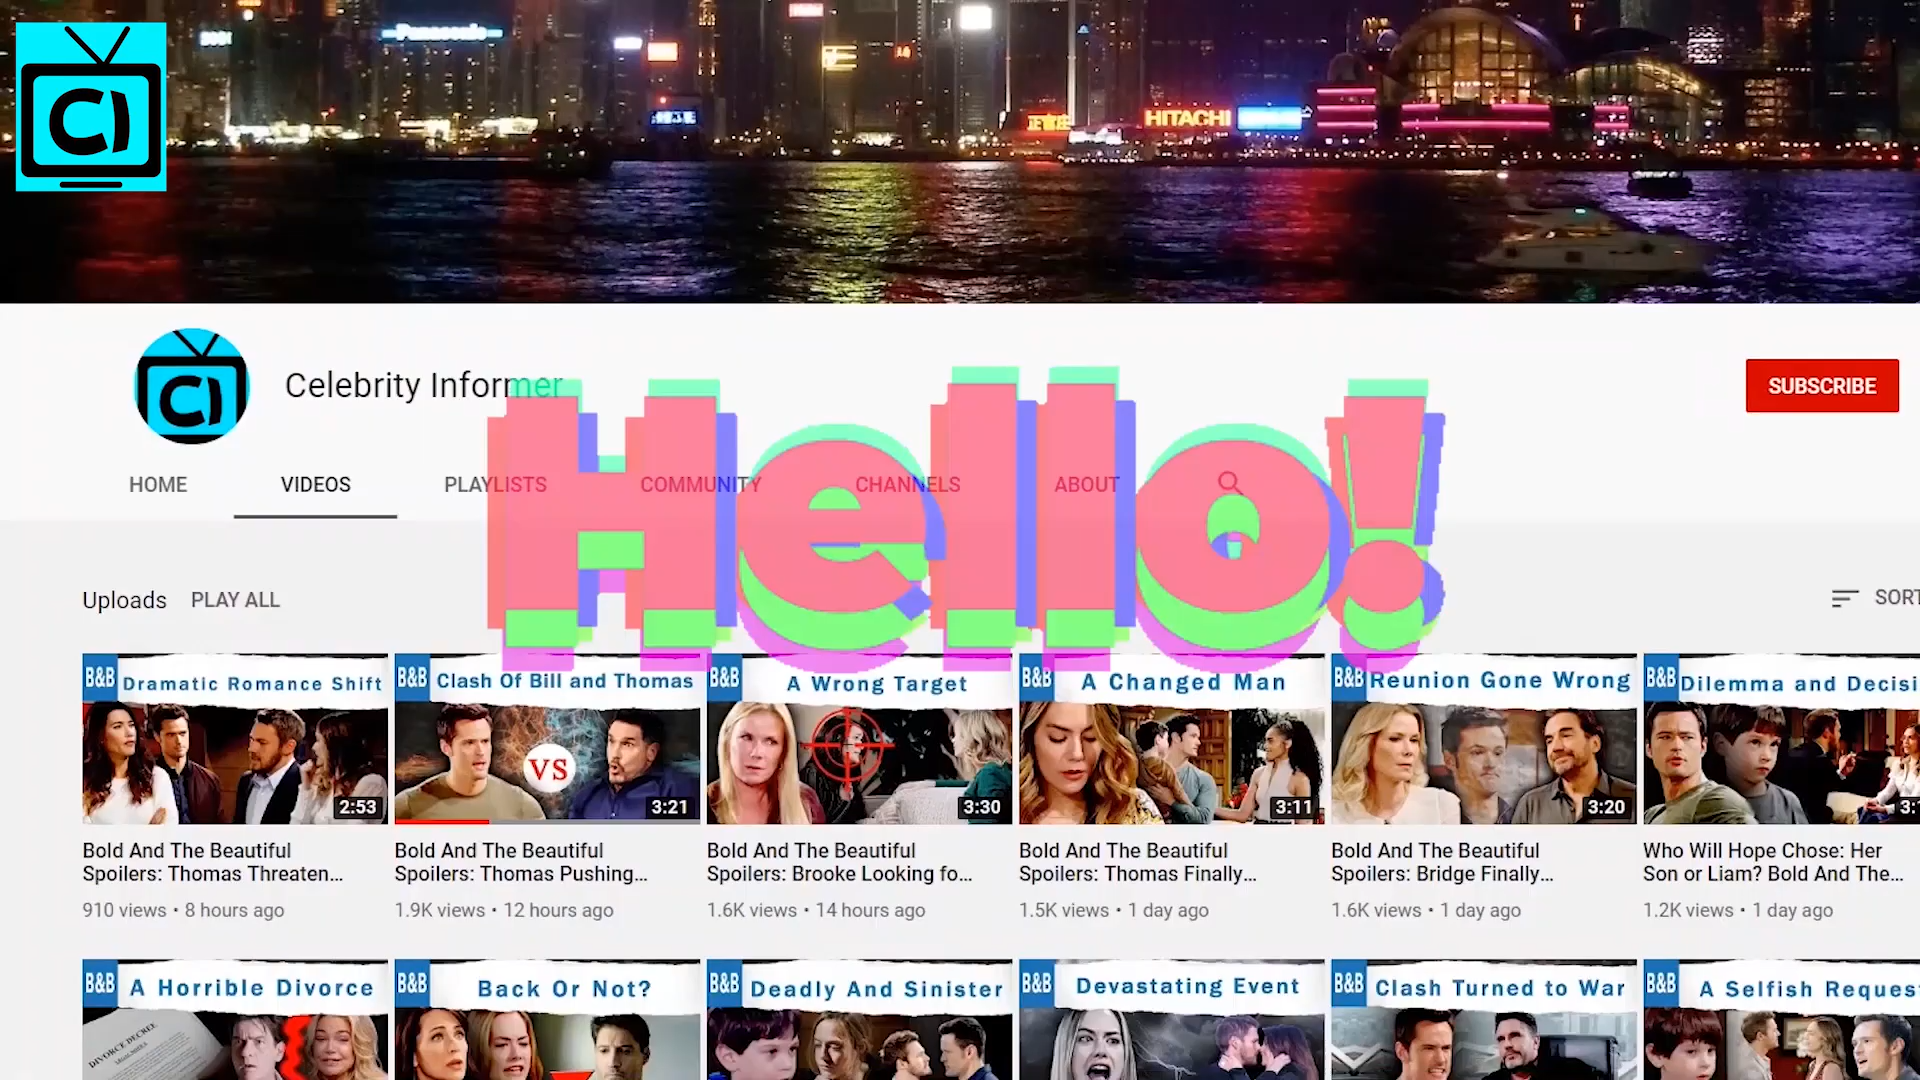 Panasonic
HITACHI
CI
CI
Celebrity Informer
SUBSCRIBE
Hello!
HOME
VIDEOS
PLAYLISTS
COMMUNITY
CHANNELS
ABOUT
Uploads
PLAY ALL
SORT
B&B Dramatic Romance Shift
B&B Clash Of Bill and Thomas
B&B A Wrong Target
B&B A Changed Man
B&B Reunion Gone Wrong
B&B Dilemma and Decisi
VS
2:53
3:21
3:30
3:11
3:20
Bold And The Beautiful
Spoilers: Thomas Threaten...
910 views • 8 hours ago
Bold And The Beautiful
Spoilers: Thomas Pushing...
1.9K views • 12 hours ago
Bold And The Beautiful
Spoilers: Brooke Looking fo...
1.6K views • 14 hours ago
Bold And The Beautiful
Spoilers: Thomas Finally...
1.5K views • 1 day ago
Bold And The Beautiful
Spoilers: Bridge Finally...
1.6K views • 1 day ago
Who Will Hope Chose: Her
Son or Liam? Bold And The...
1.2K views • 1 day ago
B&B A Horrible Divorce
B&B Back Or Not?
B&B Deadly And Sinister
B&B Devastating Event
B&B Clash Turned to War
B&B A Selfish Reques
DIVORCE DECREE